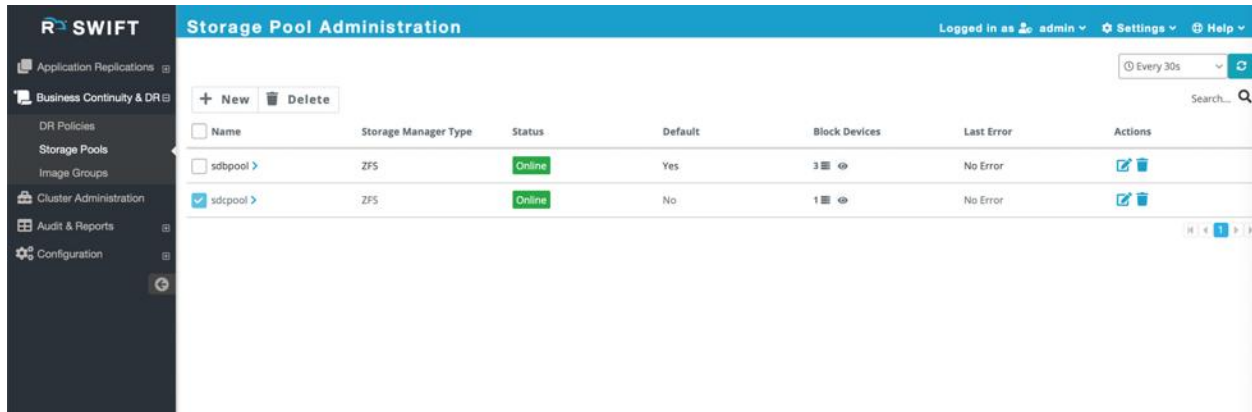 R SWIFT
Storage Pool Administration
Logged in as admin
Settings
Help
Application Replications
Business Continuity & DR
DR Policies
Storage Pools
Image Groups
Cluster Administration
Audit & Reports
Configuration
Every 30s
+ New Delete
Search...
Name Storage Manager Type Status Default Block Devices Last Error Actions
sdbpool ZFS Online Yes 3 No Error
sdcpool ZFS Online No 1 No Error
1